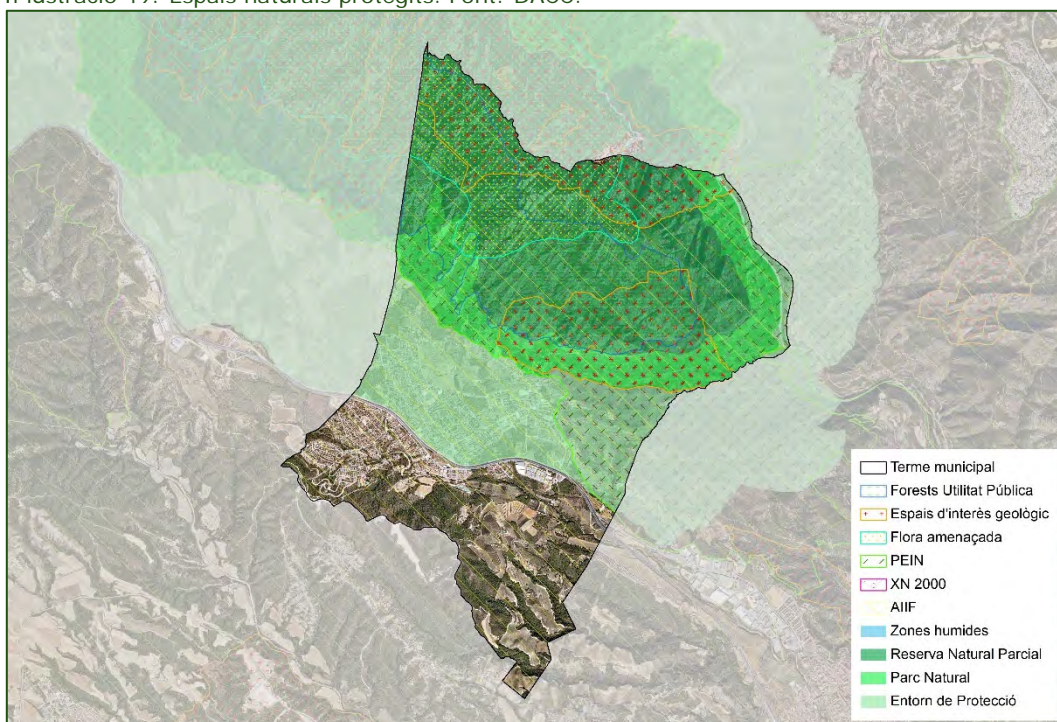 Il·lustració 19. Espais naturals protegits. Font: DACC.
Terme municipal
Forests Utilitat Pública
Espais d'interès geològic
Flora amenaçada
PEIN
XN 2000
AIIF
Zones humides
Reserva Natural Parcial
Parc Natural
Entorn de Protecció